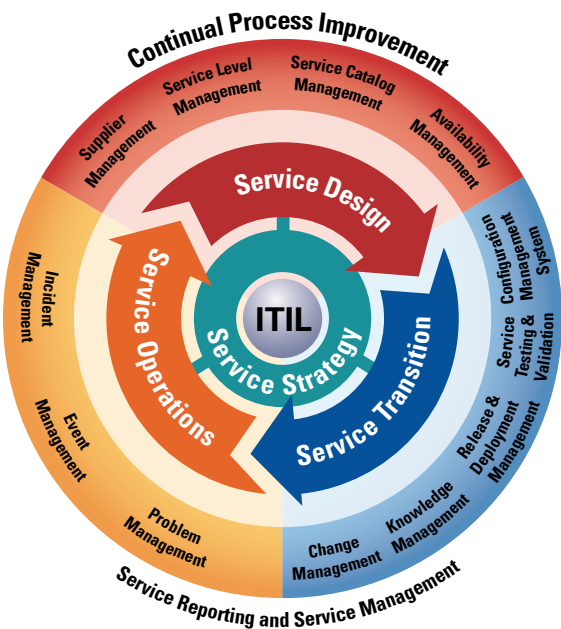 Continual Process Improvement
Supplier
Management
Service Level
Management
Service Catalog
Management
Availability
Management
Configuration
Management
System
Service
Testing &
Validation
Release &
Deployment
Management
Knowledge
Management
Change
Management
Problem
Management
Event
Management
Incident
Management
Service Design
Service Transition
Service Operations
Service Strategy
ITIL
Service Reporting and Service Management